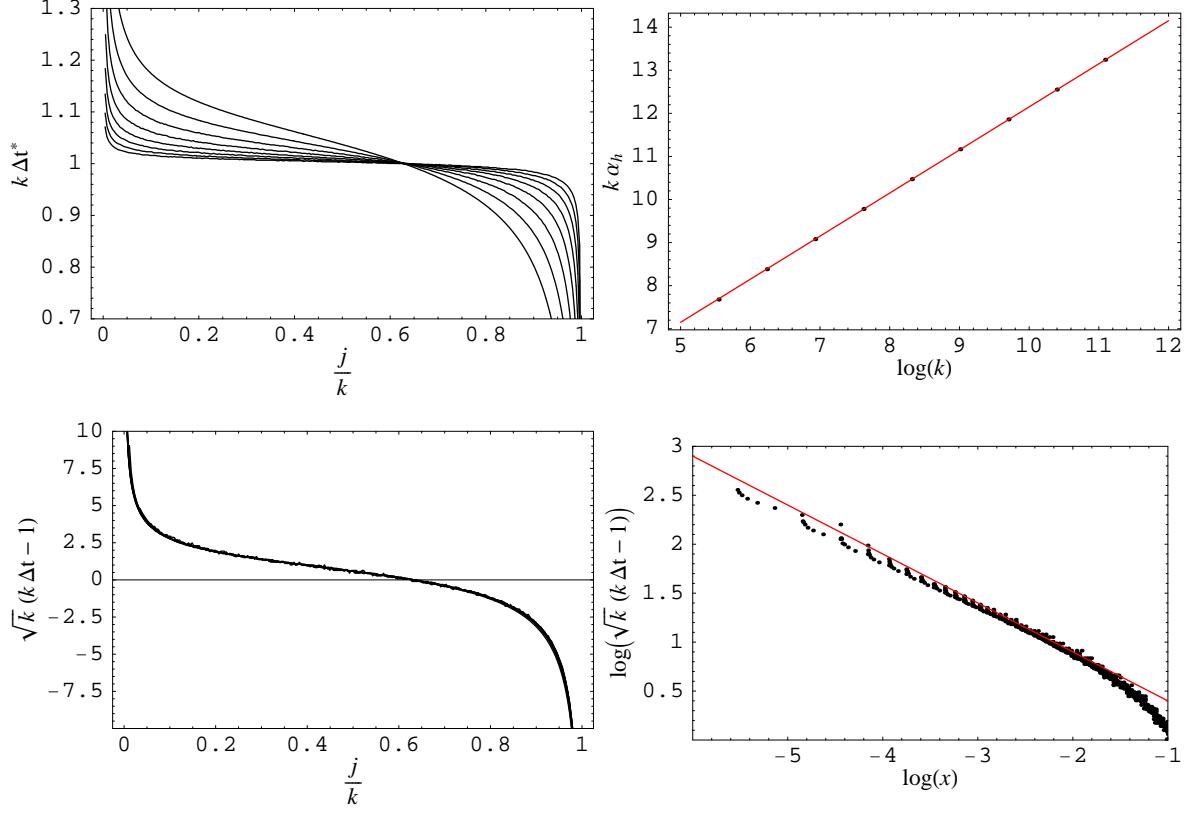 1.3
1.2
1.1
1
0.9
0.8
0.7
k Δt*
0 0.2 0.4 0.6 0.8 1
j
k
14
13
12
11
10
9
8
7
k α_h
5 6 7 8 9 10 11 12
log(k)
10
7.5
5
2.5
0
−2.5
−5
−7.5
√k (k Δt − 1)
0 0.2 0.4 0.6 0.8 1
j
k
3
2.5
2
1.5
1
0.5
log(√k (k Δt − 1))
−5 −4 −3 −2 −1
log(x)